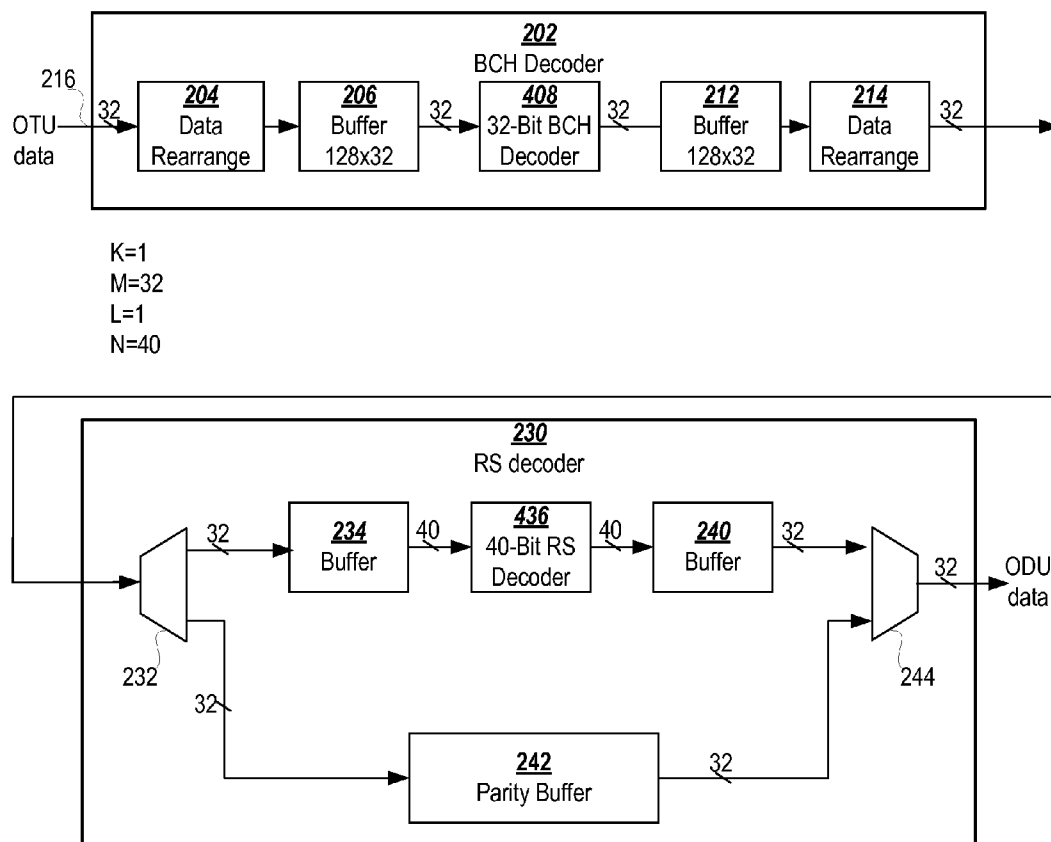 202
BCH Decoder
216
OTU
data
32
204
Data
Rearrange
206
Buffer
128x32
32
408
32-Bit BCH
Decoder
32
212
Buffer
128x32
214
Data
Rearrange
32
K=1
M=32
L=1
N=40
230
RS decoder
32
234
Buffer
40
436
40-Bit RS
Decoder
40
240
Buffer
32
32
ODU
data
232
244
32
242
Parity Buffer
32